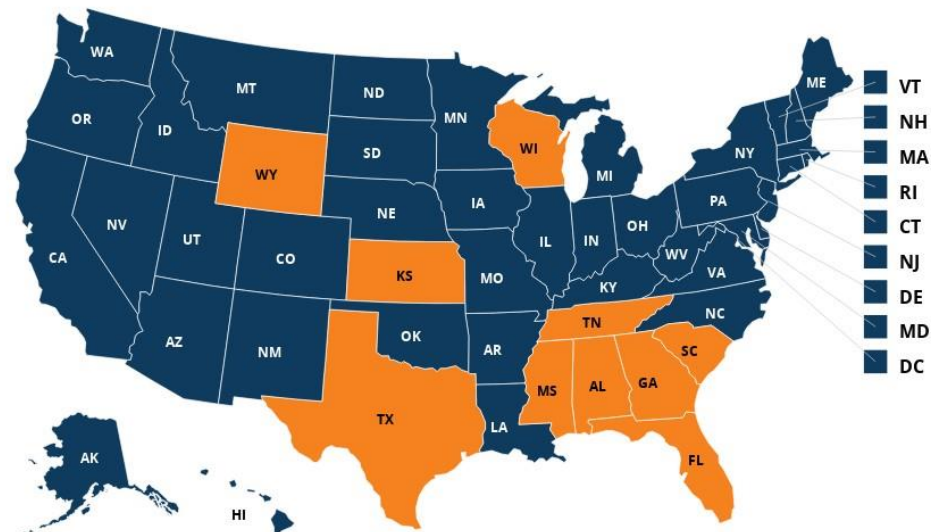 WA
MT
ND
MN
ME
VT
OR
ID
SD
WI
MI
NY
NH
WY
MA
RI
NV
UT
CO
NE
IA
IL
IN
OH
PA
CT
CA
KS
MO
WV
VA
NJ
KY
DE
AZ
NM
OK
AR
TN
NC
MD
SC
DC
TX
LA
MS
AL
GA
FL
AK
HI